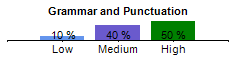 Grammar and Punctuation
10 % 40 % 50 %
Low Medium High